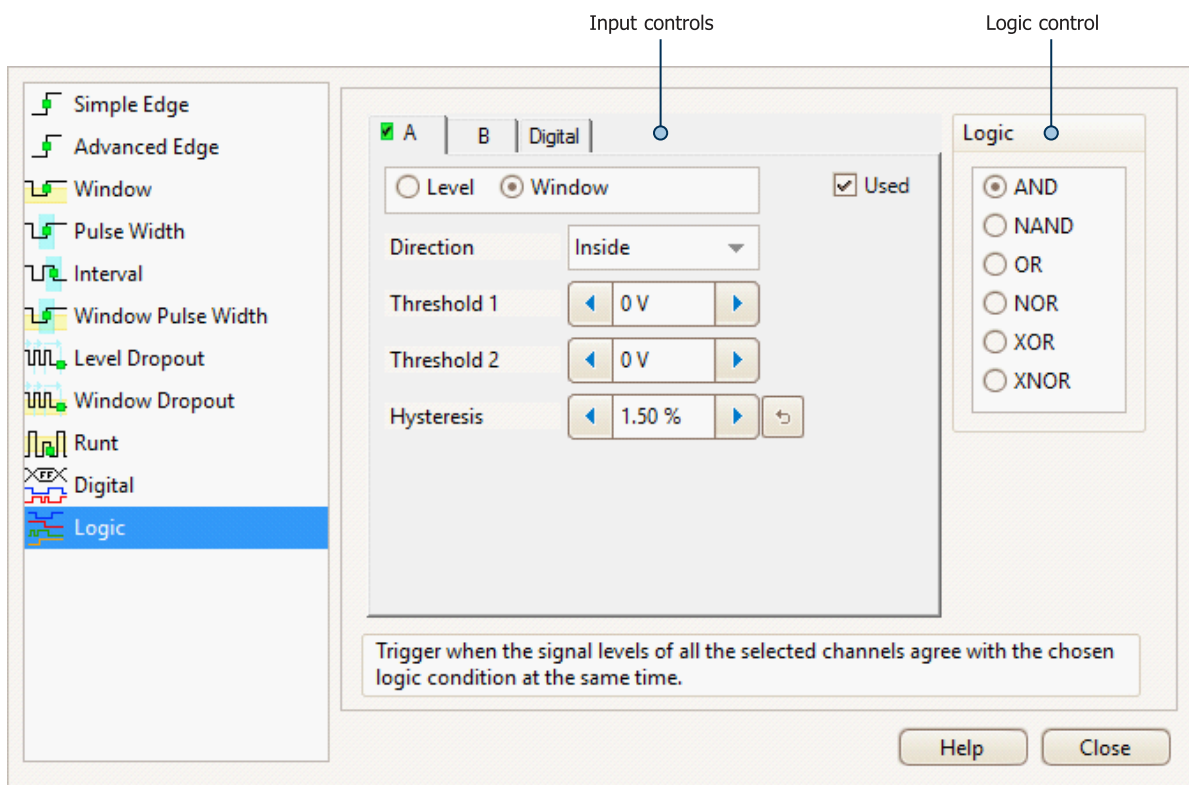 Input controls
Logic control
Simple Edge
Advanced Edge
Window
Pulse Width
Interval
Window Pulse Width
Level Dropout
Window Dropout
Runt
FF
Digital
Logic
A
B
Digital
Level
Window
Used
Direction
Inside
Threshold 1
0 V
Threshold 2
0 V
Hysteresis
1.50 %
Logic
AND
NAND
OR
NOR
XOR
XNOR
Trigger when the signal levels of all the selected channels agree with the chosen
logic condition at the same time.
Help
Close